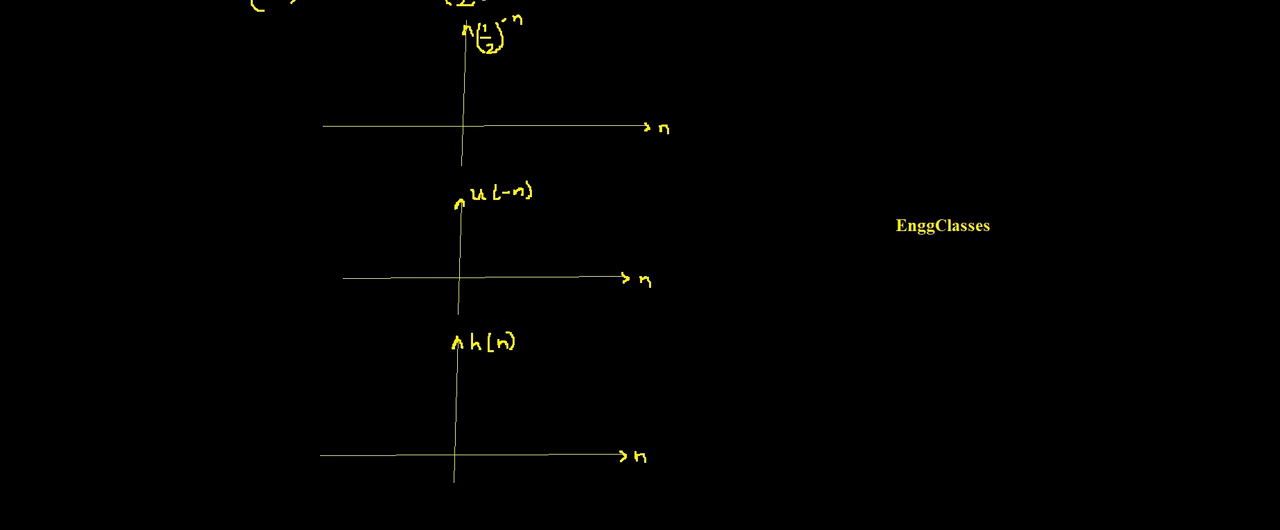 (1/2)^-n
n
u(-n)
EnggClasses
n
h[n)
n